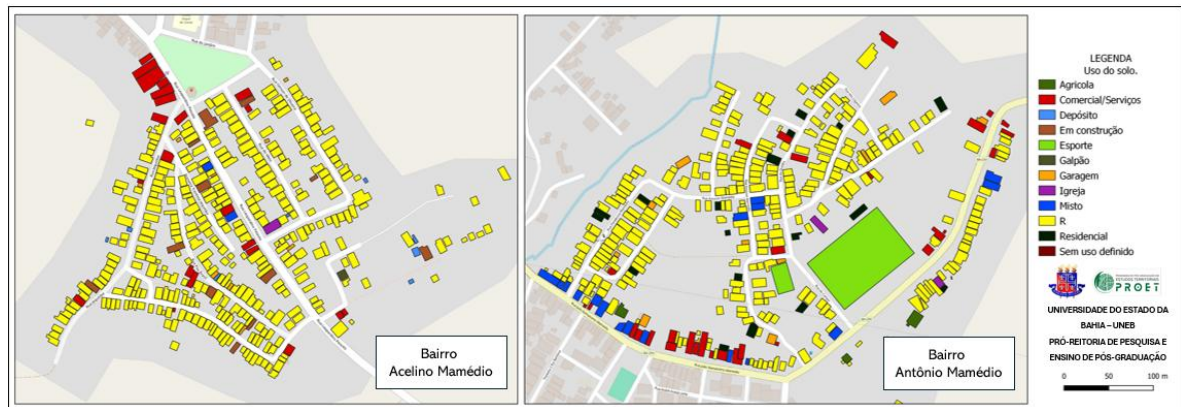 Bairro
Acelino Mamédio
Bairro
Antônio Mamédio
LEGENDA
Uso do solo.
Agricola
Comercial/Serviços
Depósito
Em construção
Esporte
Galpão
Garagem
Igreja
Misto
R
Residencial
Sem uso definido
PROET
UNIVERSIDADE DO ESTADO DA
BAHIA – UNEB
PRÓ-REITORIA DE PESQUISA E
ENSINO DE PÓS-GRADUAÇÃO
0 50 100 m